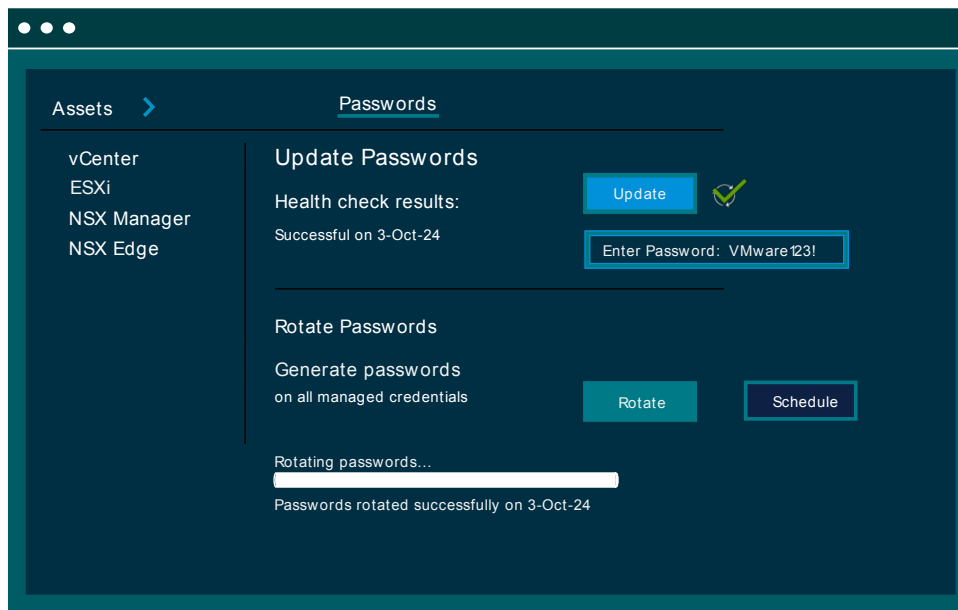 Assets
Passwords
vCenter
ESXi
NSX Manager
NSX Edge
Update Passwords
Health check results:
Successful on 3-Oct-24
Update
Enter Password: VMware123!
Rotate Passwords
Generate passwords
on all managed credentials
Rotate
Schedule
Rotating passwords...
Passwords rotated successfully on 3-Oct-24